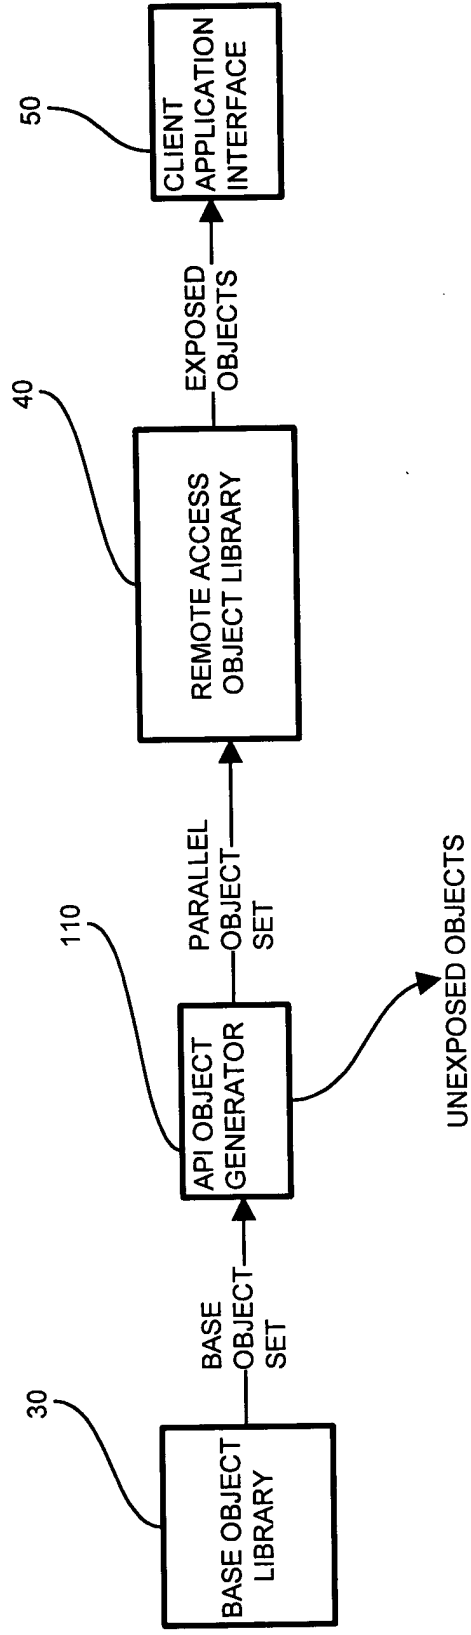 30
BASE OBJECT
LIBRARY
BASE
OBJECT
SET
110
API OBJECT
GENERATOR
UNEXPOSED OBJECTS
PARALLEL
OBJECT
SET
40
REMOTE ACCESS
OBJECT LIBRARY
EXPOSED
OBJECTS
50
CLIENT
APPLICATION
INTERFACE